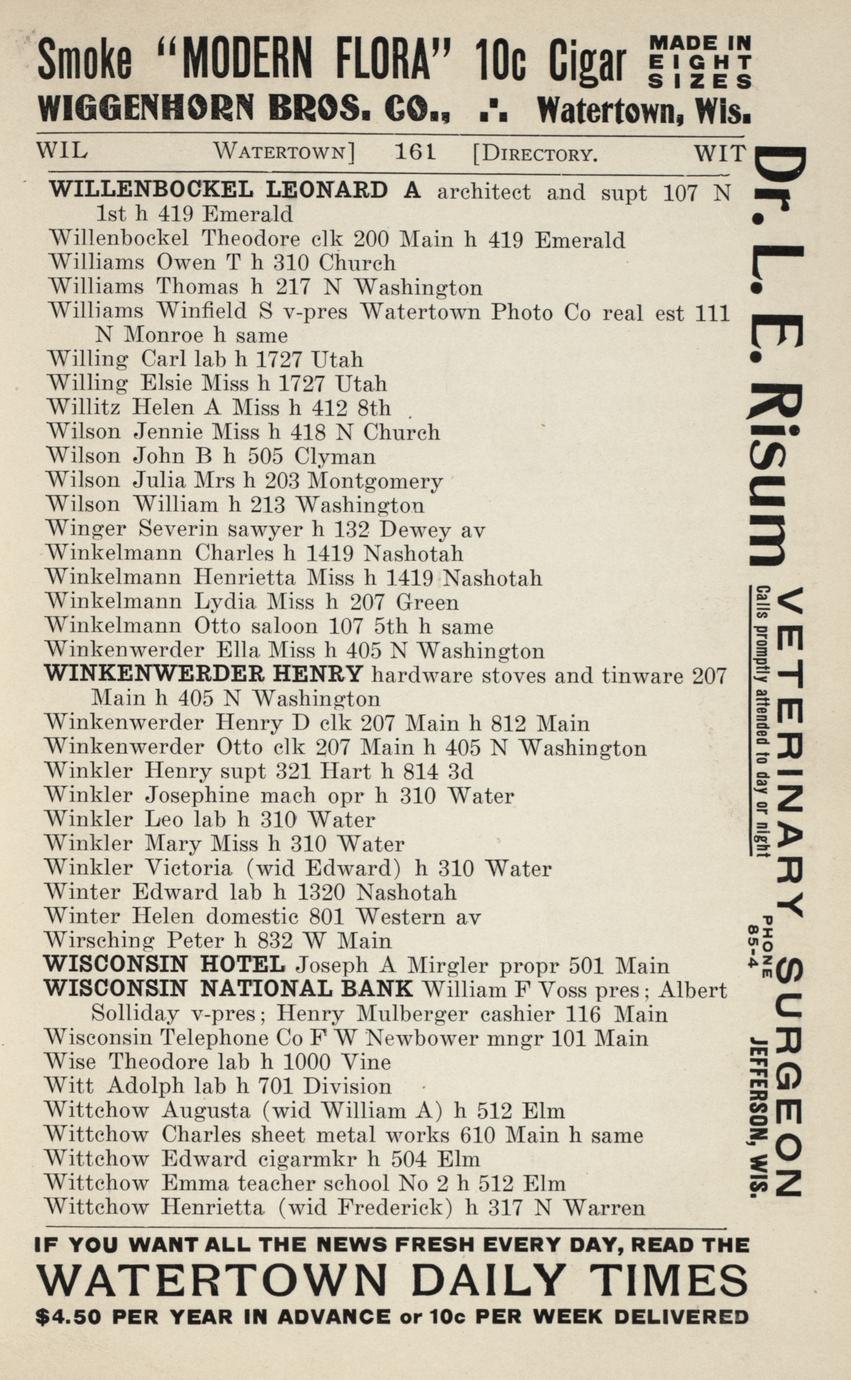 Smoke “MODERN FLORA” 10c Cigar MADE IN EIGHT SIZES
WIGGENHORN BROS. CO., ∴ Watertown, Wis.
WIL WATERTOWN] 161 [DIRECTORY. WIT
WILLENBOCKEL LEONARD A architect and supt 107 N
1st h 419 Emerald
Willenbockel Theodore clk 200 Main h 419 Emerald
Williams Owen T h 310 Church
Williams Thomas h 217 N Washington
Williams Winfield S v-pres Watertown Photo Co real est 111
N Monroe h same
Willing Carl lab h 1727 Utah
Willing Elsie Miss h 1727 Utah
Willitz Helen A Miss h 412 8th
Wilson Jennie Miss h 418 N Church
Wilson John B h 505 Clyman
Wilson Julia Mrs h 203 Montgomery
Wilson William h 213 Washington
Winger Severin sawyer h 132 Dewey av
Winkelmann Charles h 1419 Nashotah
Winkelmann Henrietta Miss h 1419 Nashotah
Winkelmann Lydia Miss h 207 Green
Winkelmann Otto saloon 107 5th h same
Winkenwerder Ella Miss h 405 N Washington
WINKENWERDER HENRY hardware stoves and tinware 207
Main h 405 N Washington
Winkenwerder Henry D clk 207 Main h 812 Main
Winkenwerder Otto clk 207 Main h 405 N Washington
Winkler Henry supt 321 Hart h 814 3d
Winkler Josephine mach opr h 310 Water
Winkler Leo lab h 310 Water
Winkler Mary Miss h 310 Water
Winkler Victoria (wid Edward) h 310 Water
Winter Edward lab h 1320 Nashotah
Winter Helen domestic 801 Western av
Wirsching Peter h 832 W Main
WISCONSIN HOTEL Joseph A Mirgler propr 501 Main
WISCONSIN NATIONAL BANK William F Voss pres; Albert
Solliday v-pres; Henry Mulberger cashier 116 Main
Wisconsin Telephone Co F W Newbower mngr 101 Main
Wise Theodore lab h 1000 Vine
Witt Adolph lab h 701 Division
Wittchow Augusta (wid William A) h 512 Elm
Wittchow Charles sheet metal works 610 Main h same
Wittchow Edward cigarmkr h 504 Elm
Wittchow Emma teacher school No 2 h 512 Elm
Wittchow Henrietta (wid Frederick) h 317 N Warren
Dr. L. E. Risum
VETERINARY SURGEON
Calls promptly attended to day or night
PHONE
85-4
JEFFERSON, WIS.
IF YOU WANT ALL THE NEWS FRESH EVERY DAY, READ THE
WATERTOWN DAILY TIMES
$4.50 PER YEAR IN ADVANCE or 10c PER WEEK DELIVERED